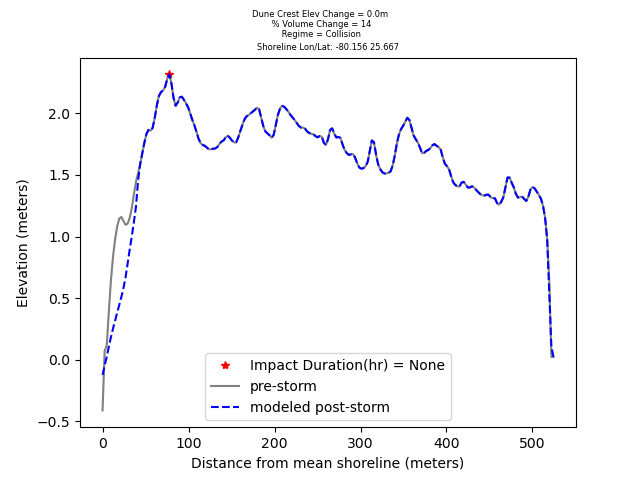 Dune Crest Elev Change = 0.0m
% Volume Change = 14
Regime = Collision
Shoreline Lon/Lat: -80.156 25.667
2.0
1.5
1.0
0.5
0.0
−0.5
Elevation (meters)
Impact Duration(hr) = None
pre-storm
modeled post-storm
0 100 200 300 400 500
Distance from mean shoreline (meters)